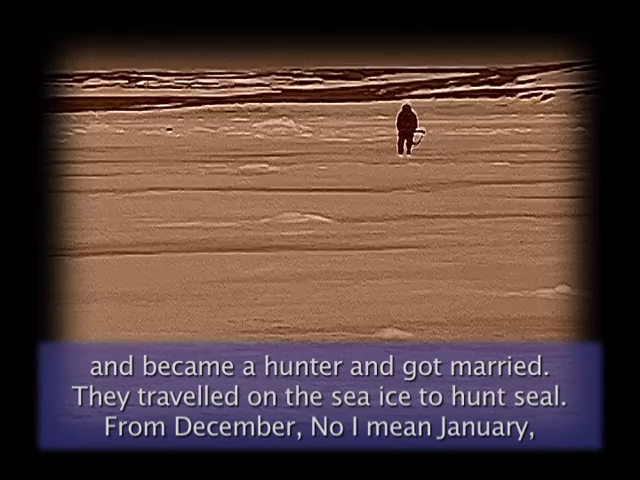 and became a hunter and got married.
They travelled on the sea ice to hunt seal.
From December, No I mean January,